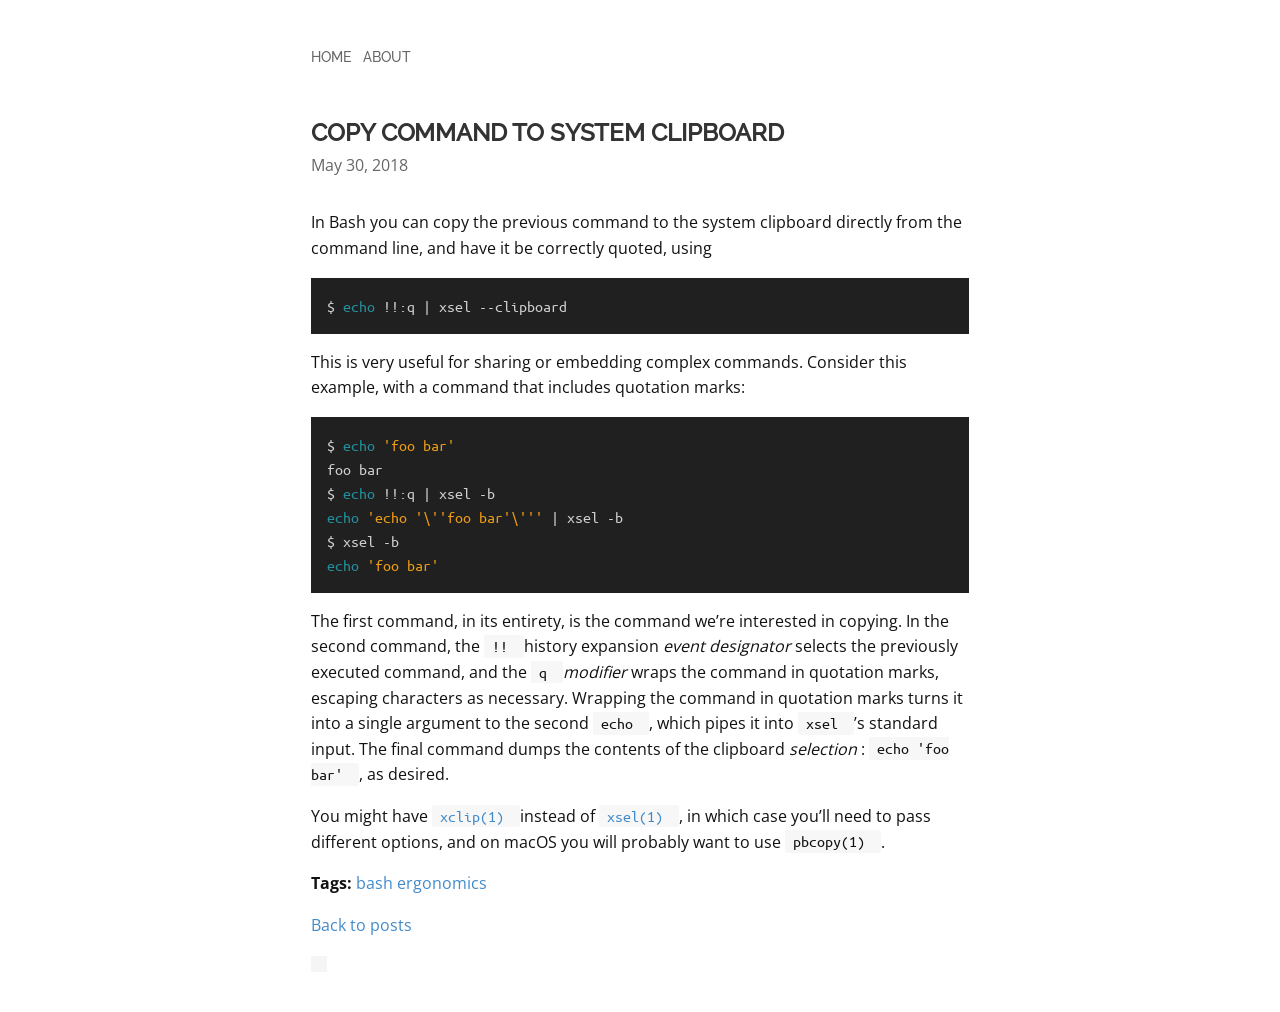 HOME ABOUT
COPY COMMAND TO SYSTEM CLIPBOARD
May 30, 2018
In Bash you can copy the previous command to the system clipboard directly from the
command line, and have it be correctly quoted, using
$ echo !!:q | xsel --clipboard
This is very useful for sharing or embedding complex commands. Consider this
example, with a command that includes quotation marks:
$ echo 'foo bar'
foo bar
$ echo !!:q | xsel -b
echo 'echo '\''foo bar'\''' | xsel -b
$ xsel -b
echo 'foo bar'
The first command, in its entirety, is the command we’re interested in copying. In the
second command, the !! history expansion event designator selects the previously
executed command, and the q modifier wraps the command in quotation marks,
escaping characters as necessary. Wrapping the command in quotation marks turns it
into a single argument to the second echo , which pipes it into xsel ’s standard
input. The final command dumps the contents of the clipboard selection : echo 'foo
bar' , as desired.
You might have xclip(1) instead of xsel(1) , in which case you’ll need to pass
different options, and on macOS you will probably want to use pbcopy(1) .
Tags: bash ergonomics
Back to posts